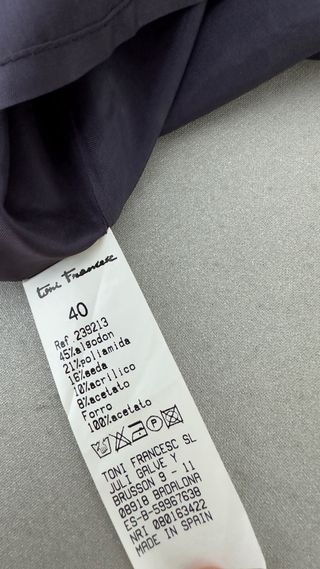 toni Francesc
40
Ref.239213
45%algodon
21%poliamida
16%seda
10%acrilico
8%acetato
Forro
100%acetato
TONI FRANCESC SL
JULI GALVE Y
BRUSSON 9 - 11
08918 BADALONA
ES-B-59967638
NRI 080163422
MADE IN SPAIN